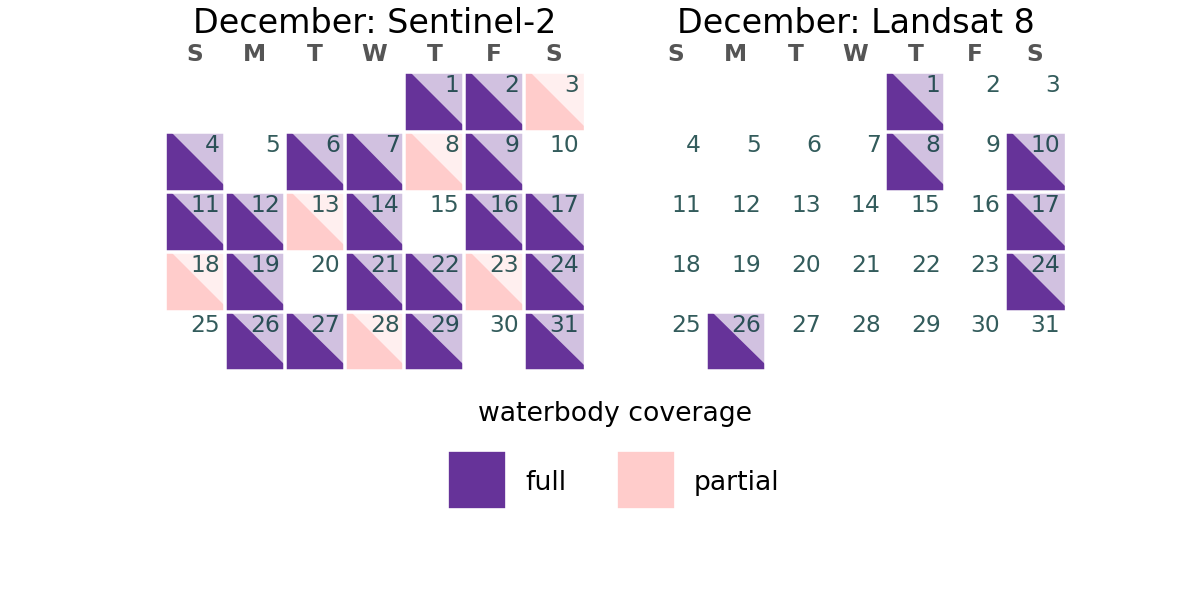 December: Sentinel-2
S M T W T F S
1 2 3
4 5 6 7 8 9 10
11 12 13 14 15 16 17
18 19 20 21 22 23 24
25 26 27 28 29 30 31
December: Landsat 8
S M T W T F S
1 2 3
4 5 6 7 8 9 10
11 12 13 14 15 16 17
18 19 20 21 22 23 24
25 26 27 28 29 30 31
waterbody coverage
full partial